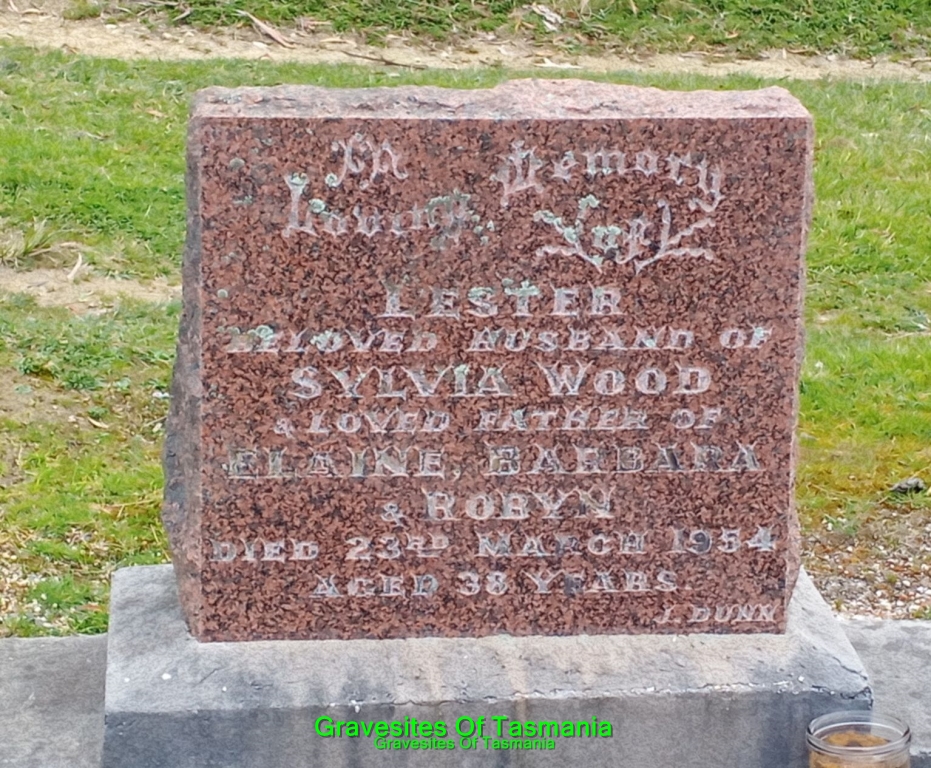 In
Loving Memory
of
LESTER
BELOVED HUSBAND OF
SYLVIA WOOD
& LOVED FATHER OF
ELAINE, BARBARA
& ROBYN
DIED 23RD MARCH 1954
AGED 38 YEARS
J. DUNN
Gravesites Of Tasmania
Gravesites Of Tasmania